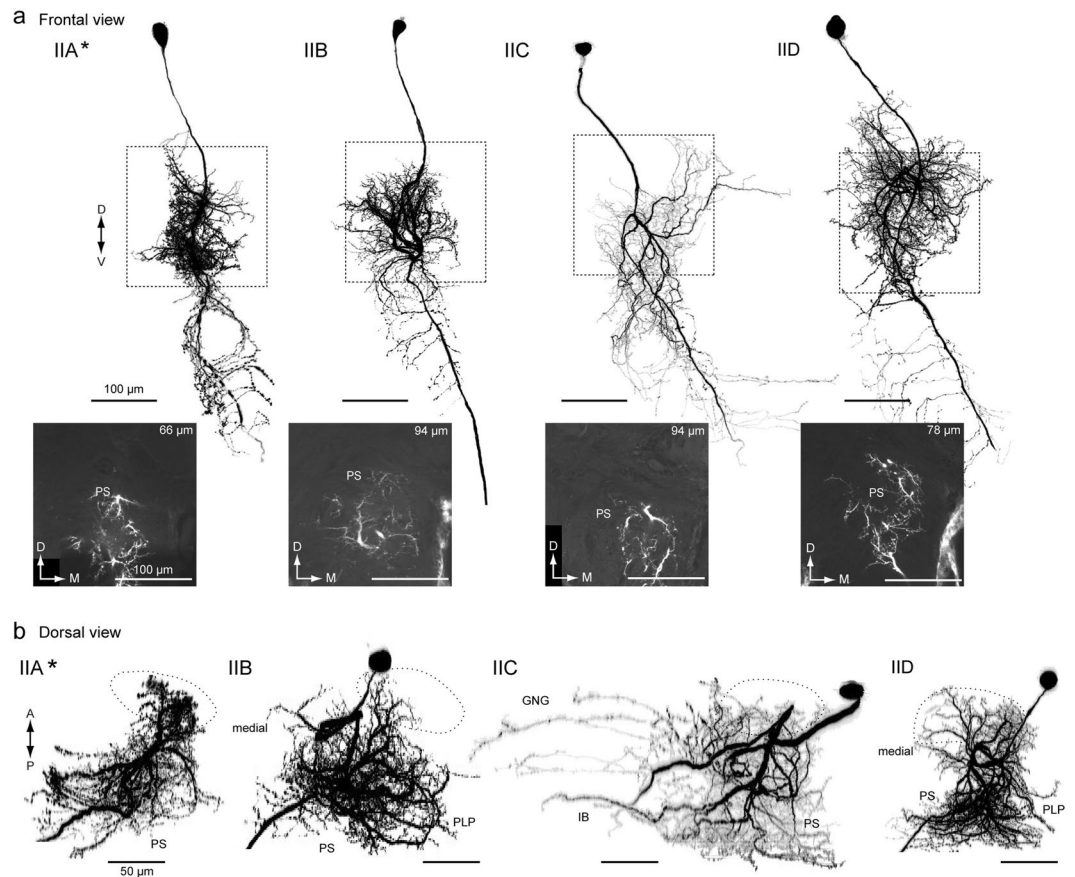 a Frontal view
IIA* IIB IIC IID
D
V
100 µm
66 µm 94 µm 94 µm 78 µm
PS PS PS PS
D D D D
M M M M
100 µm
b Dorsal view
IIA* IIB IIC IID
GNG
A
P
medial medial
PS PLP
IB PS PLP
PS PS
50 µm